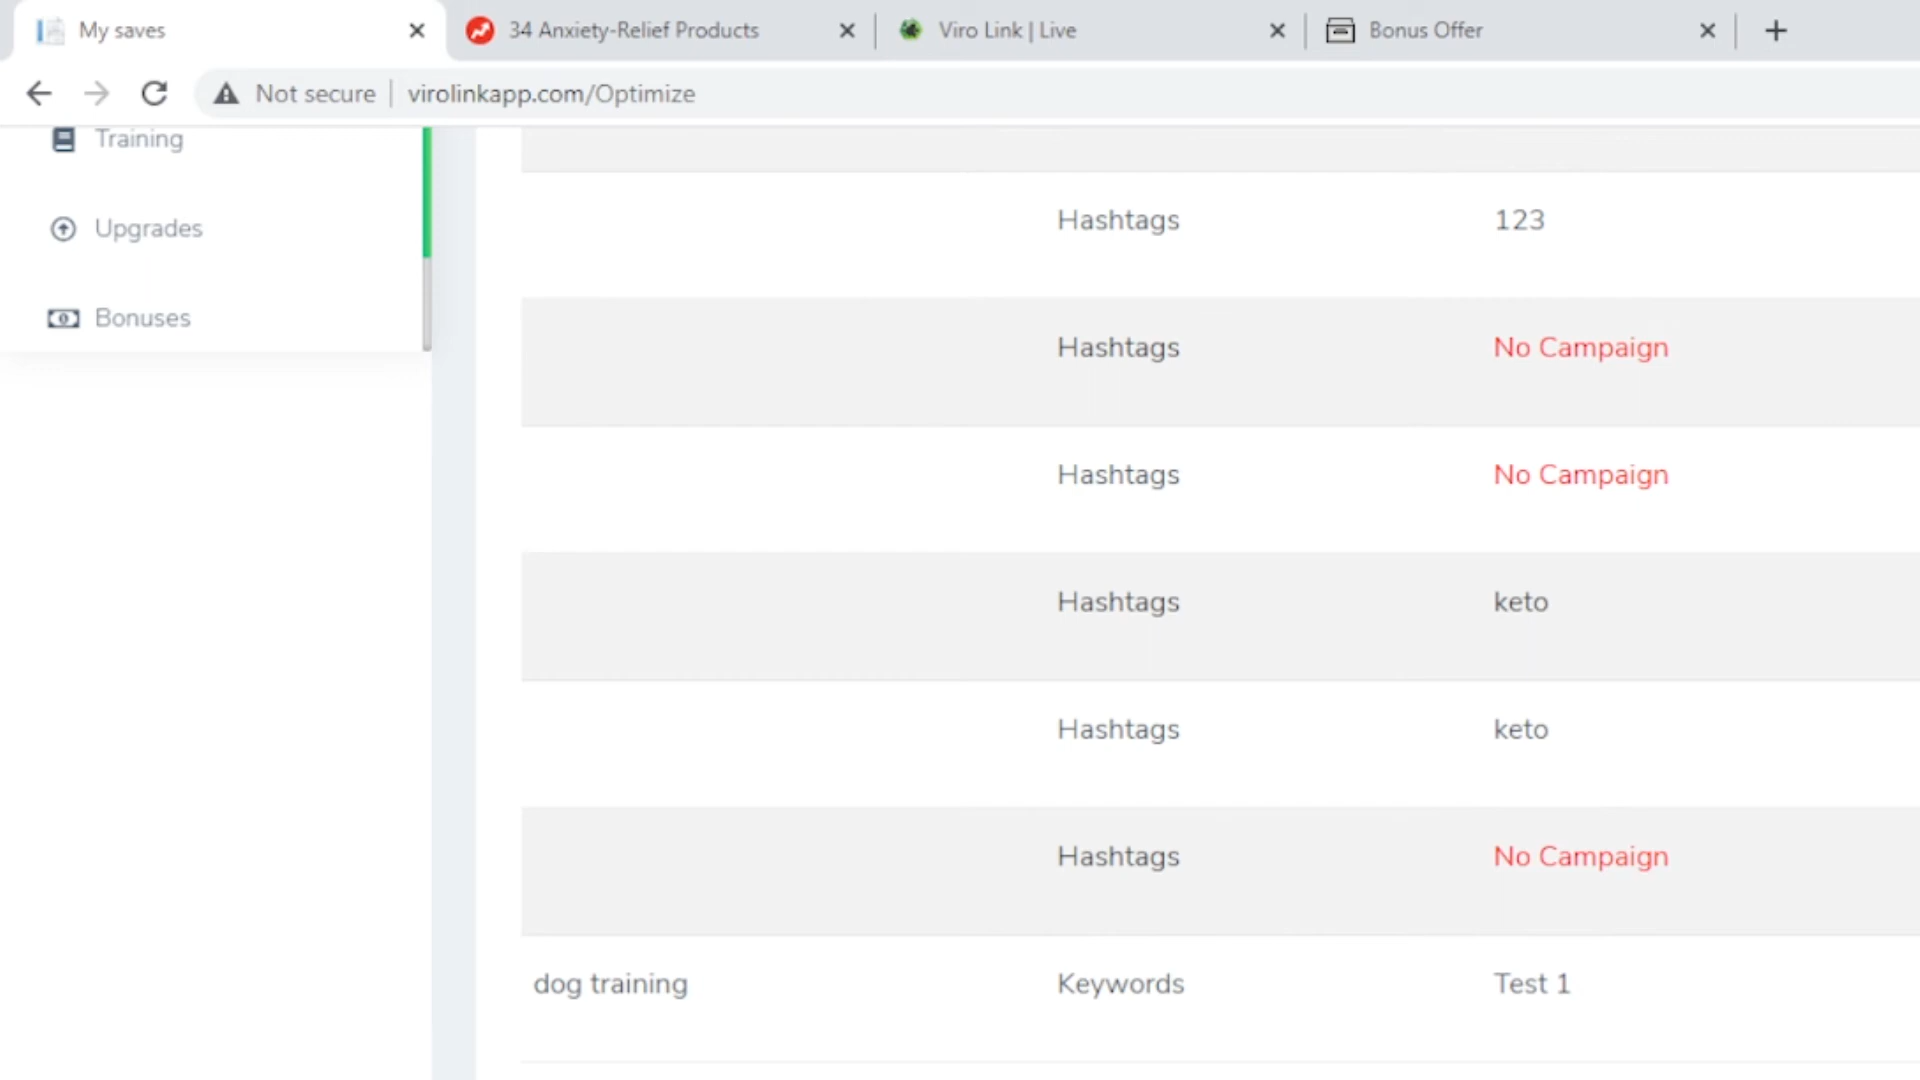 My saves
34 Anxiety-Relief Products
Viro Link | Live
Bonus Offer
Not secure
virolinkapp.com/Optimize
Training
Upgrades
Bonuses
Hashtags 123
Hashtags No Campaign
Hashtags No Campaign
Hashtags keto
Hashtags keto
Hashtags No Campaign
dog training Keywords Test 1